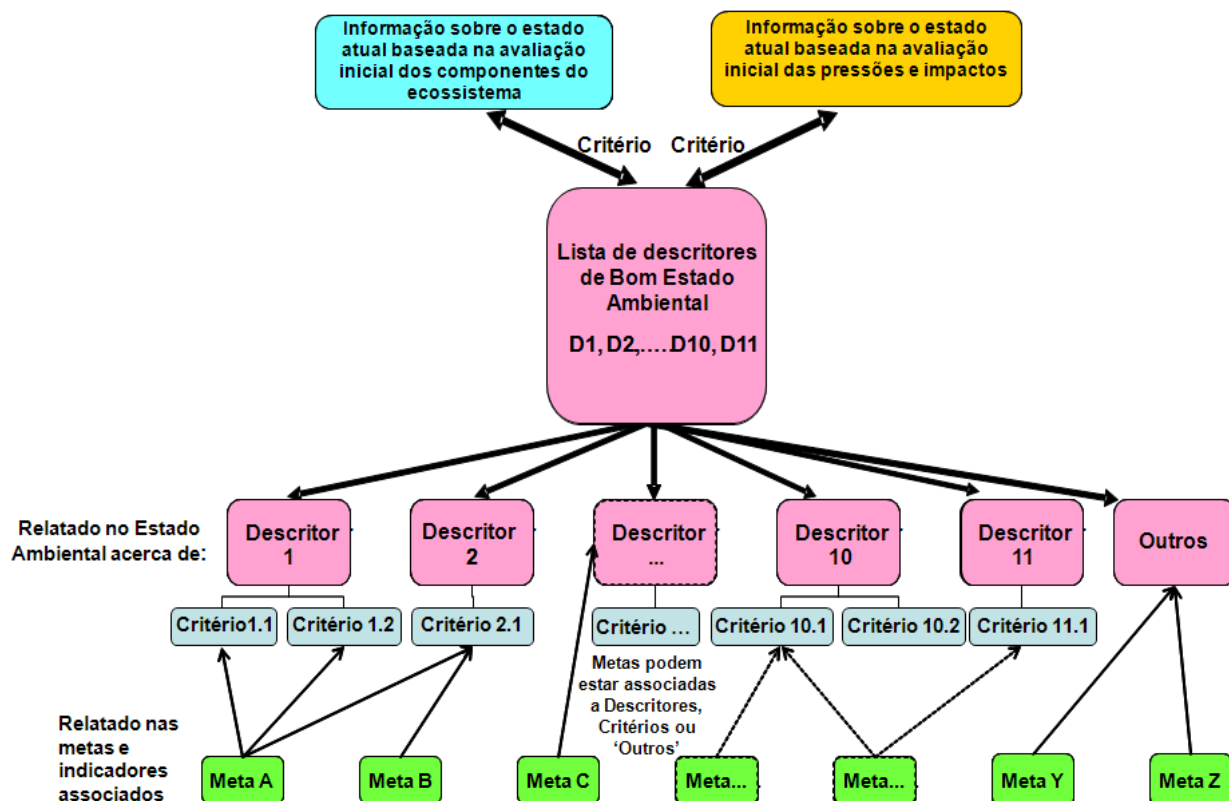 Informação sobre o estado
atual baseada na avaliação
inicial dos componentes do
ecossistema
Informação sobre o estado
atual baseada na avaliação
inicial das pressões e impactos
Critério
Critério
Lista de descritores
de Bom Estado
Ambiental
D1, D2,.....D10, D11
Relatado no Estado
Ambiental acerca de:
Descritor
1
Descritor
2
Descritor
...
Descritor
10
Descritor
11
Outros
Critério1.1
Critério 1.2
Critério 2.1
Critério ...
Critério 10.1
Critério 10.2
Critério 11.1
Metas podem
estar associadas
a Descritores,
Critérios ou
‘Outros’
Relatado nas
metas e
indicadores
associados
Meta A
Meta B
Meta C
Meta...
Meta...
Meta Y
Meta Z